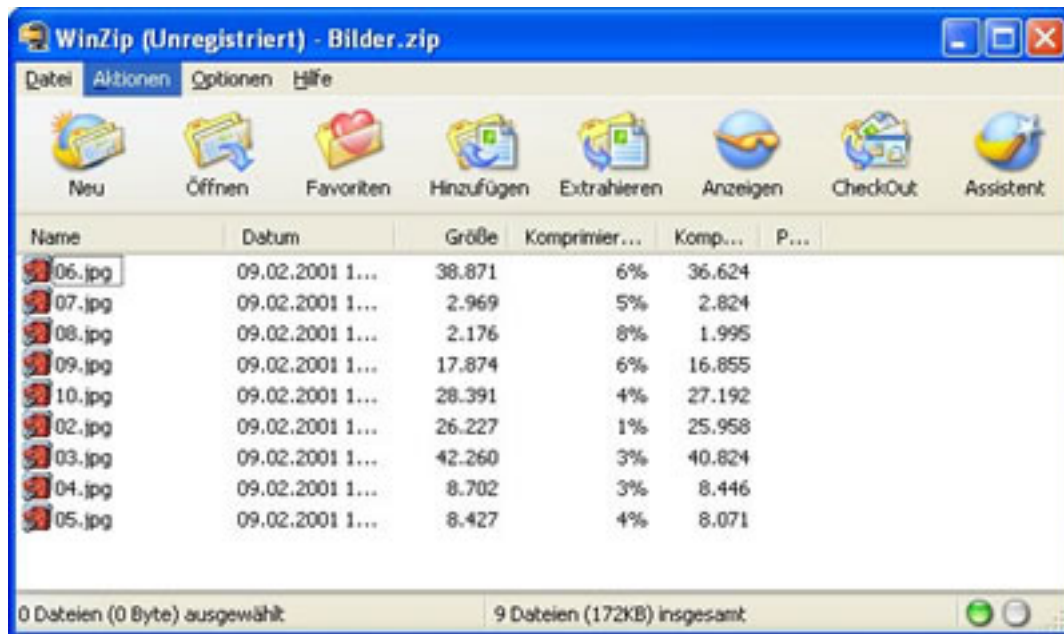 WinZip (Unregistriert) - Bilder.zip
Datei Aktionen Optionen Hilfe
Neu Öffnen Favoriten Hinzufügen Extrahieren Anzeigen CheckOut Assistent
Name Datum Größe Komprimier... Komp... P...
06.jpg 09.02.2001 1... 38.871 6% 36.624
07.jpg 09.02.2001 1... 2.969 5% 2.824
08.jpg 09.02.2001 1... 2.176 8% 1.995
09.jpg 09.02.2001 1... 17.874 6% 16.855
10.jpg 09.02.2001 1... 28.391 4% 27.192
02.jpg 09.02.2001 1... 26.227 1% 25.958
03.jpg 09.02.2001 1... 42.260 3% 40.824
04.jpg 09.02.2001 1... 8.702 3% 8.446
05.jpg 09.02.2001 1... 8.427 4% 8.071
0 Dateien (0 Byte) ausgewählt 9 Dateien (172KB) insgesamt